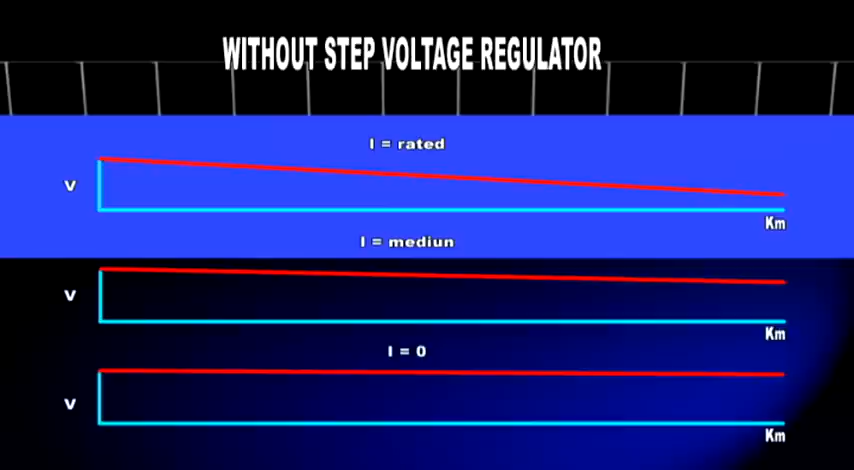 WITHOUT STEP VOLTAGE REGULATOR
I = rated
V
Km
I = mediun
V
Km
I = 0
V
Km